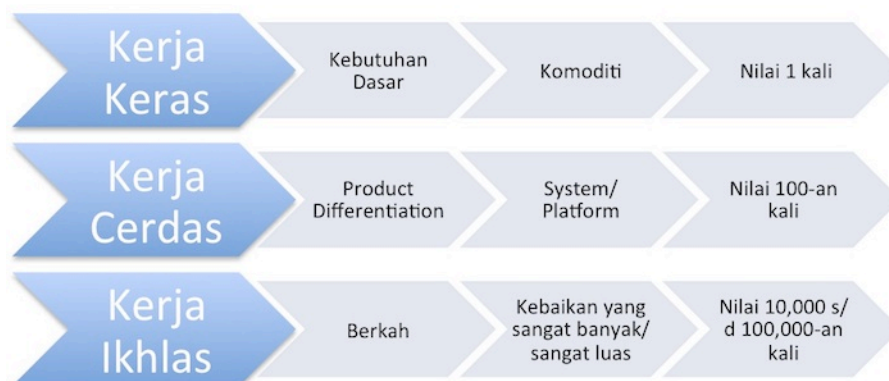 Kerja
Keras
Kebutuhan
Dasar
Komoditi
Nilai 1 kali
Kerja
Cerdas
Product
Differentiation
System/
Platform
Nilai 100-an
kali
Kerja
Ikhlas
Berkah
Kebaikan yang
sangat banyak/
sangat luas
Nilai 10,000 s/
d 100,000-an
kali